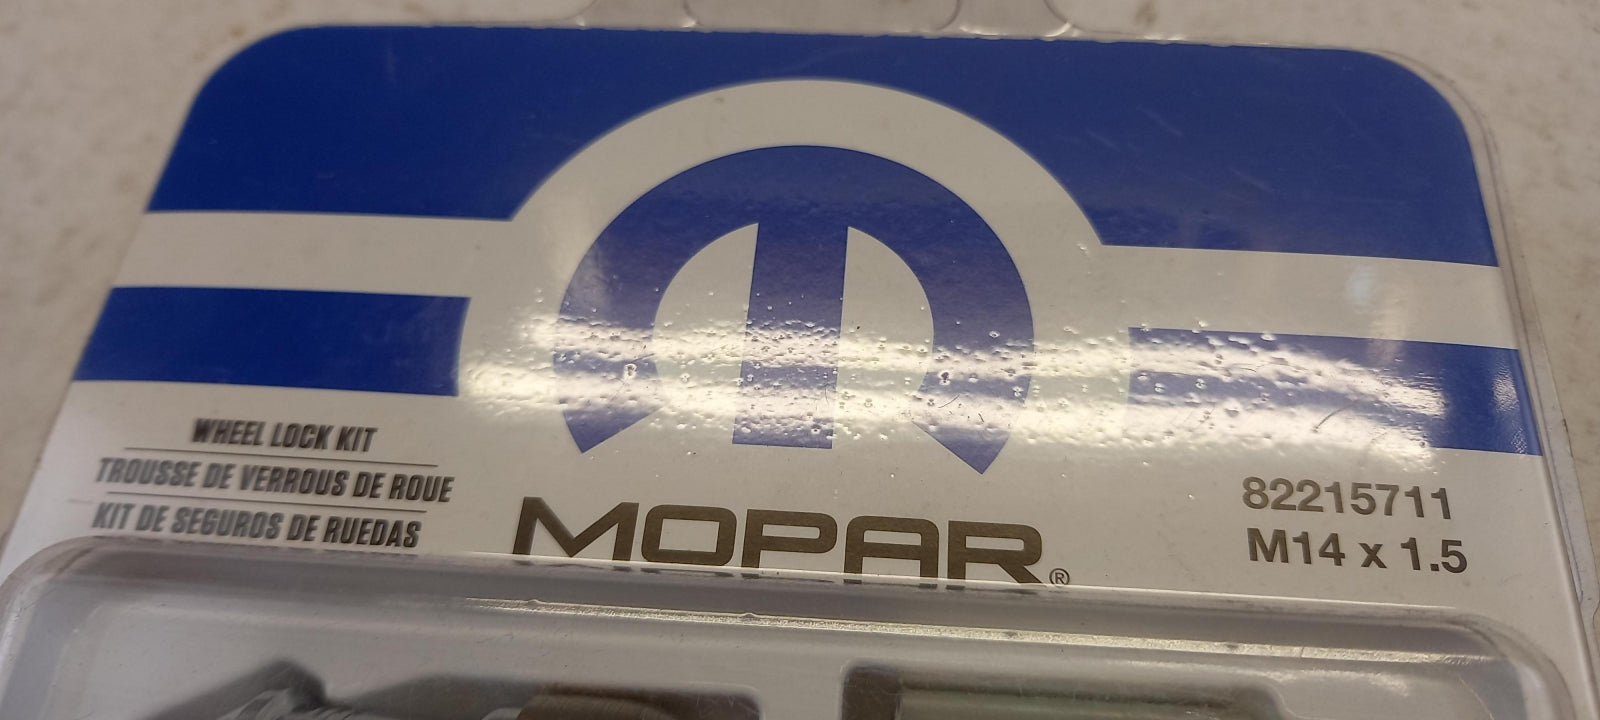 WHEEL LOCK KIT
TROUSSE DE VERROUS DE ROUE
KIT DE SEGUROS DE RUEDAS
MOPAR®
82215711
M14 x 1.5